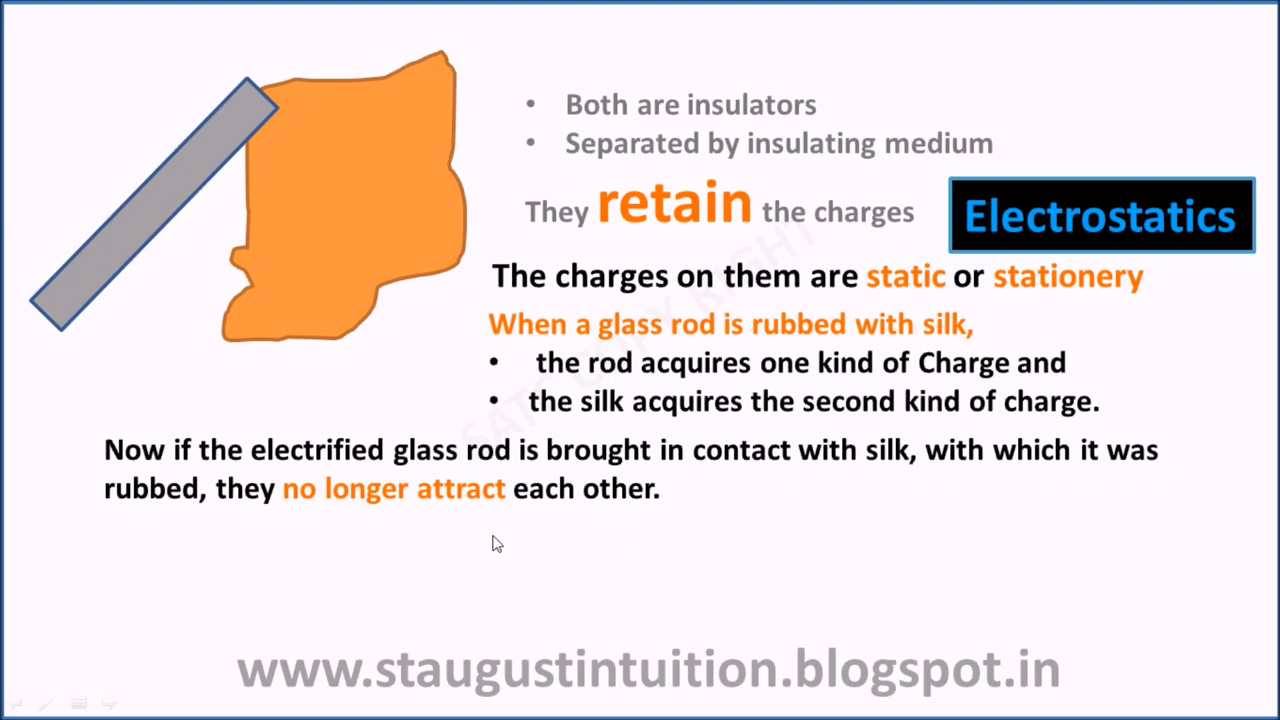 • Both are insulators
• Separated by insulating medium
They retain the charges
Electrostatics
The charges on them are static or stationery
When a glass rod is rubbed with silk,
• the rod acquires one kind of Charge and
• the silk acquires the second kind of charge.
Now if the electrified glass rod is brought in contact with silk, with which it was
rubbed, they no longer attract each other.
www.staugustintuition.blogspot.in